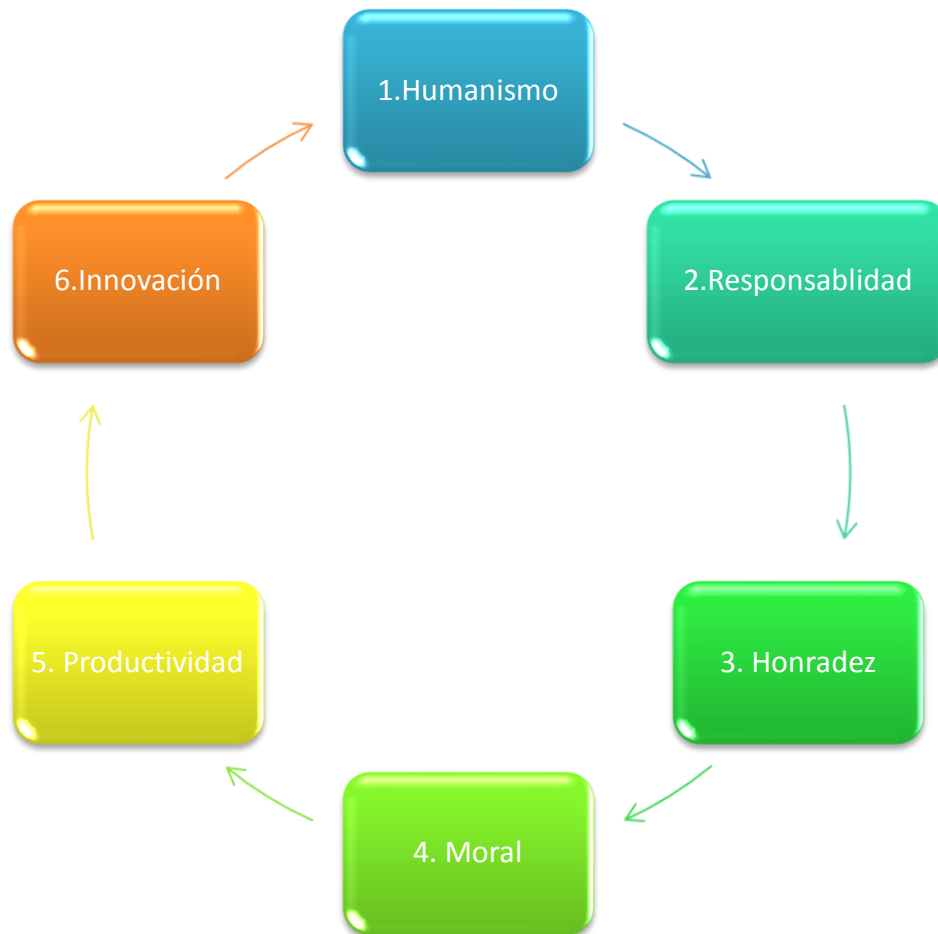 1.Humanismo
2.Responsablidad
3. Honradez
4. Moral
5. Productividad
6.Innovación